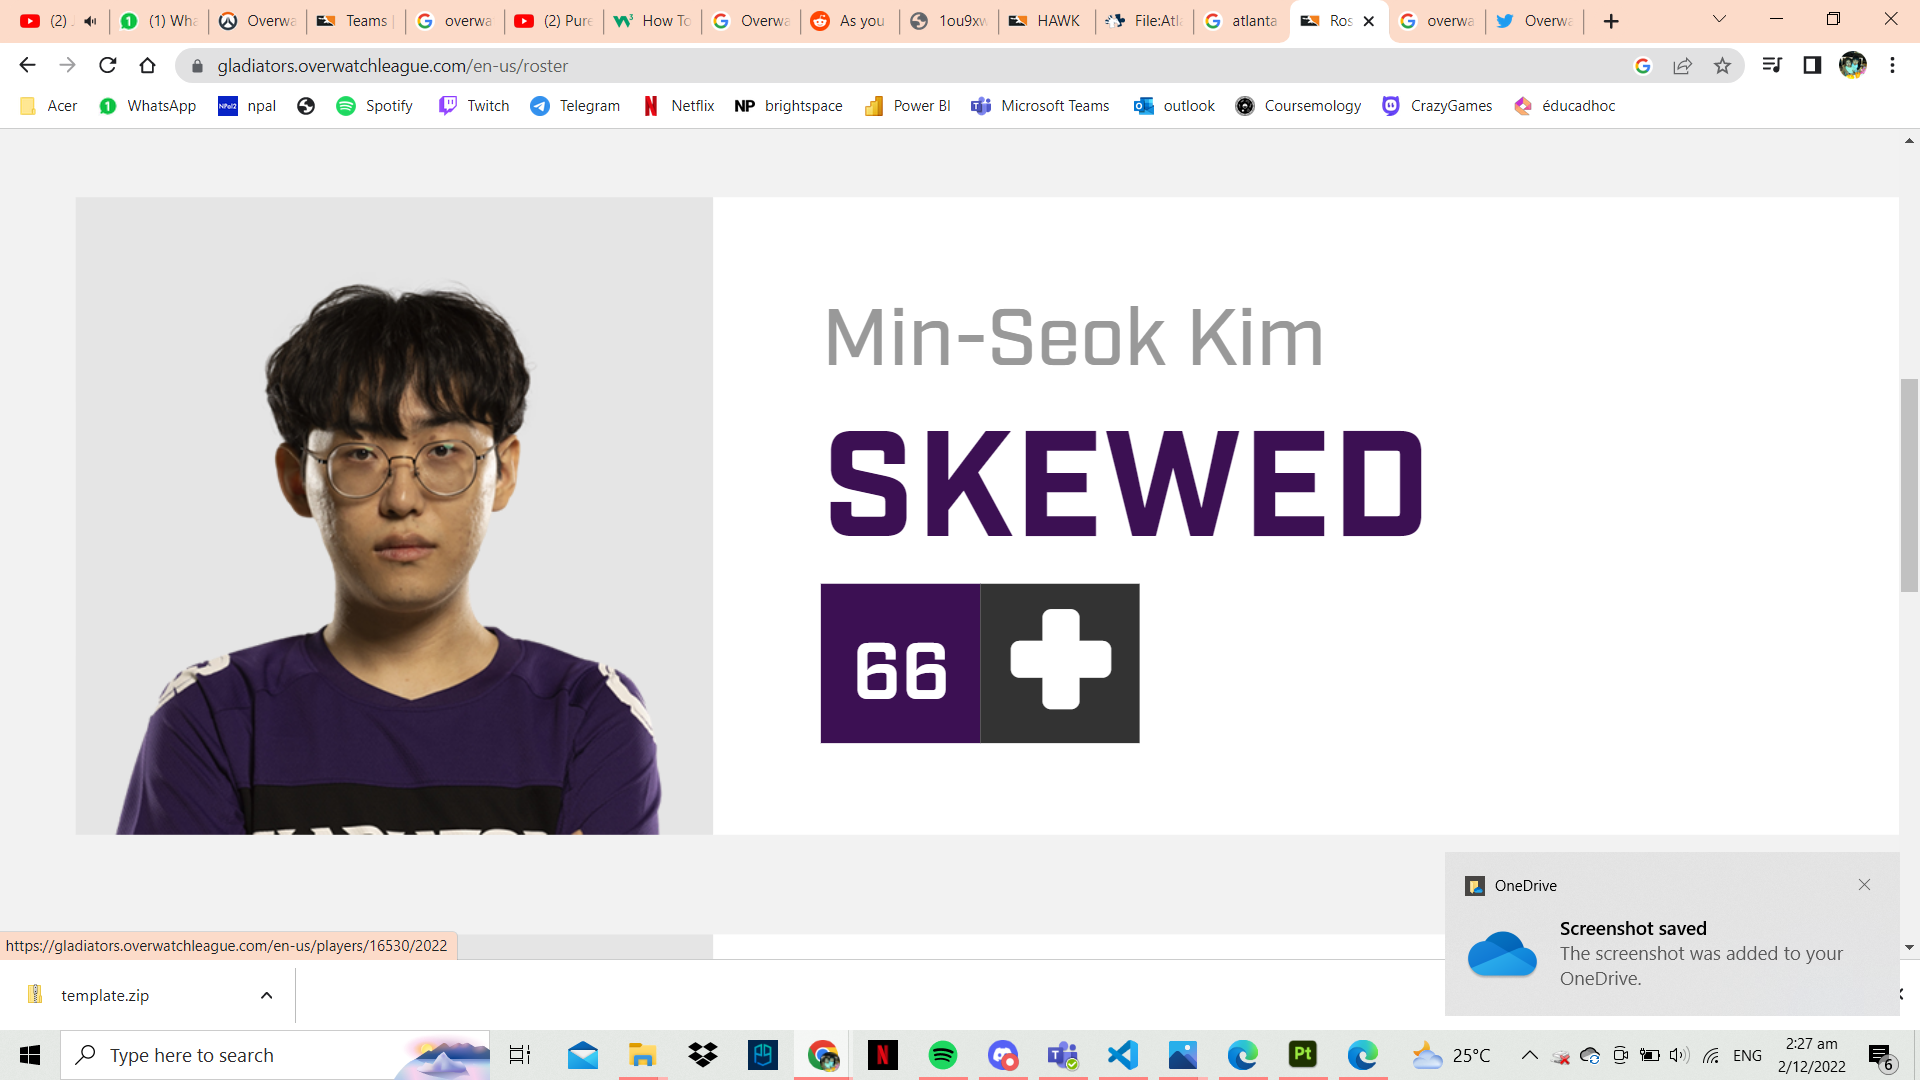 (2)
(1) Wha
Overwa
Teams
overwa
(2) Pure
How To
Overwa
As you
1ou9xv
HAWK
File:Atl
atlanta
Ros
overwa
Overwa
gladiators.overwatchleague.com/en-us/roster
Acer
WhatsApp
NPal2
npal
Spotify
Twitch
Telegram
Netflix
NP brightspace
Power BI
Microsoft Teams
outlook
Coursemology
CrazyGames
éducadhoc
Min-Seok Kim
SKEWED
66
OneDrive
Screenshot saved
The screenshot was added to your
OneDrive.
https://gladiators.overwatchleague.com/en-us/players/16530/2022
template.zip
Type here to search
Pt
25°C
ENG
2:27 am
2/12/2022
6